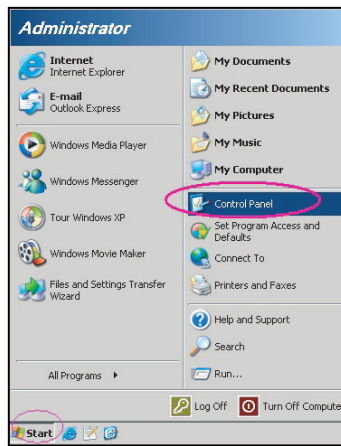 Administrator
Internet
Internet Explorer
E-mail
Outlook Express
Windows Media Player
Windows Messenger
Tour Windows XP
Windows Movie Maker
Files and Settings Transfer
Wizard
All Programs
My Documents
My Recent Documents
My Pictures
My Music
My Computer
Control Panel
Set Program Access and
Defaults
Connect To
Printers and Faxes
Help and Support
Search
Run...
Log Off
Turn Off Compute
Start